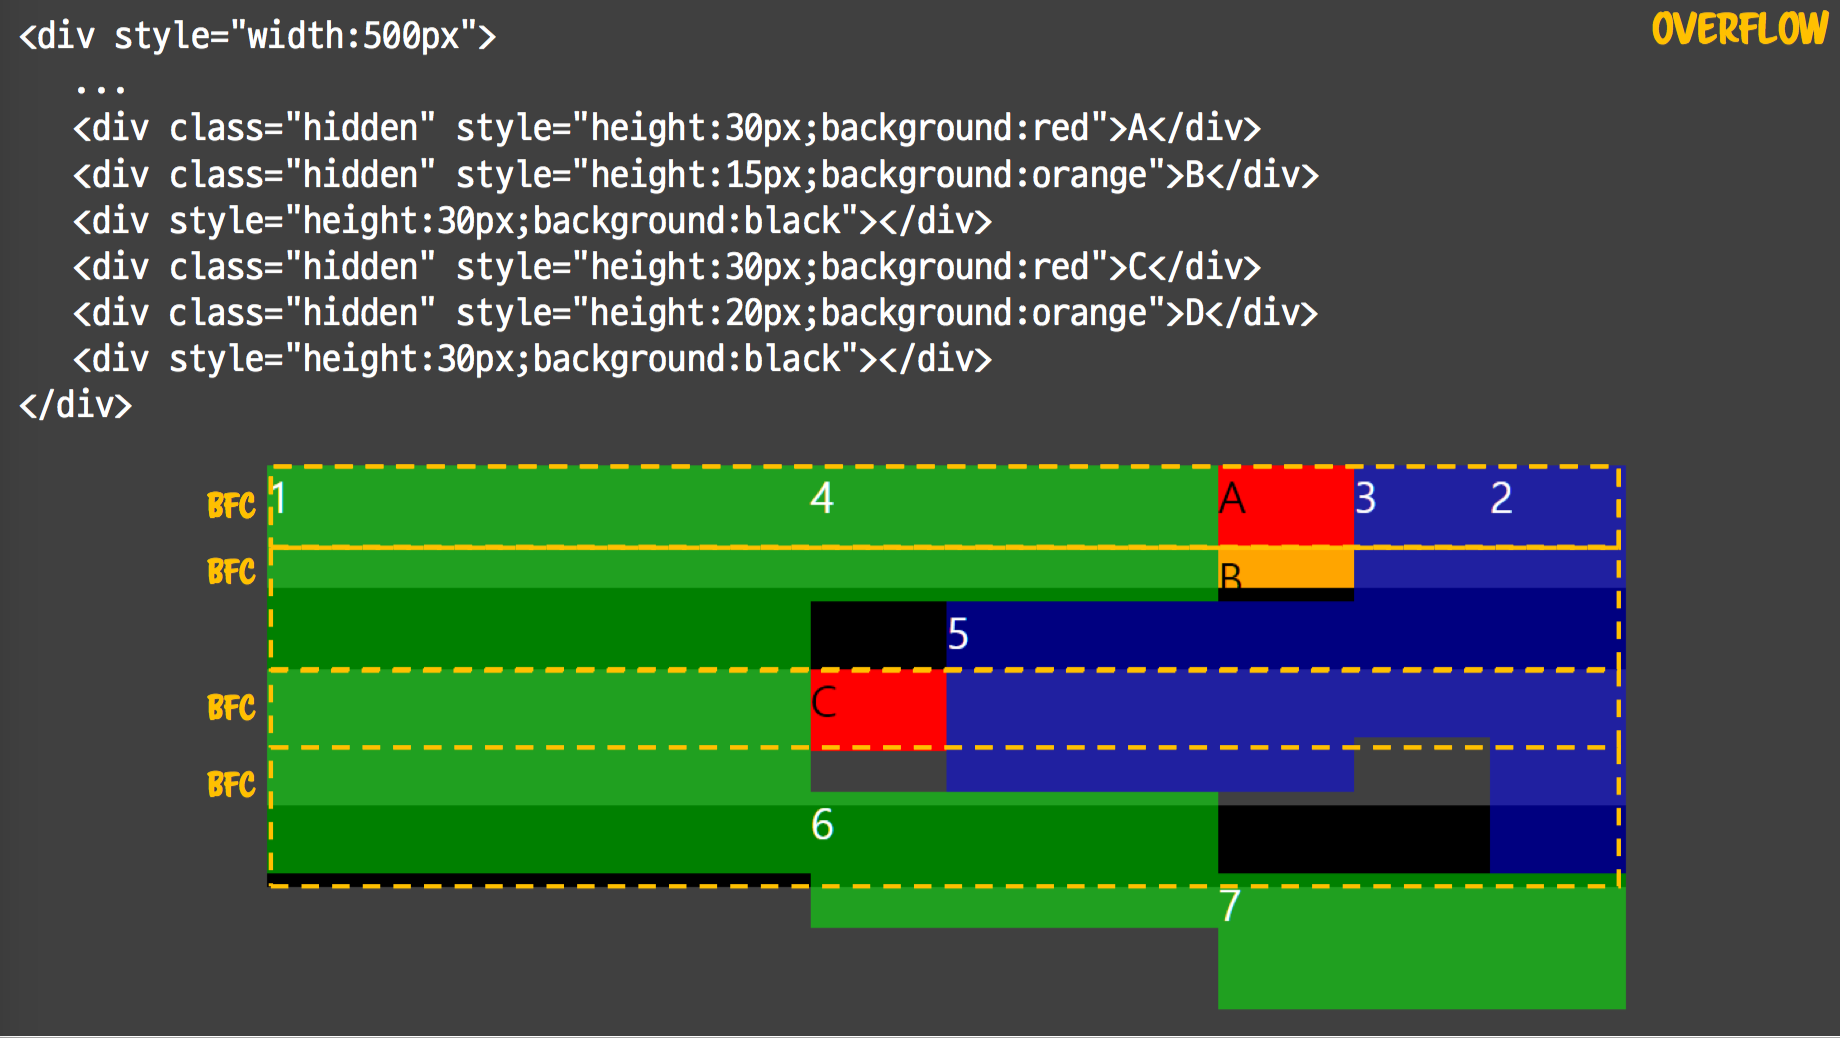 OVERFLOW
<div style="width:500px">
...
<div class="hidden" style="height:30px;background:red">A</div>
<div class="hidden" style="height:15px;background:orange">B</div>
<div style="height:30px;background:black"></div>
<div class="hidden" style="height:30px;background:red">C</div>
<div class="hidden" style="height:20px;background:orange">D</div>
<div style="height:30px;background:black"></div>
</div>
BFC 1 4 A 3 2
BFC B
5
BFC C
BFC
6
7